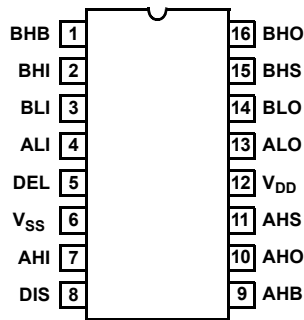 BHB 1 16 BHO
BHI 2 15 BHS
BLI 3 14 BLO
ALI 4 13 ALO
DEL 5 12 VDD
VSS 6 11 AHS
AHI 7 10 AHO
DIS 8 9 AHB